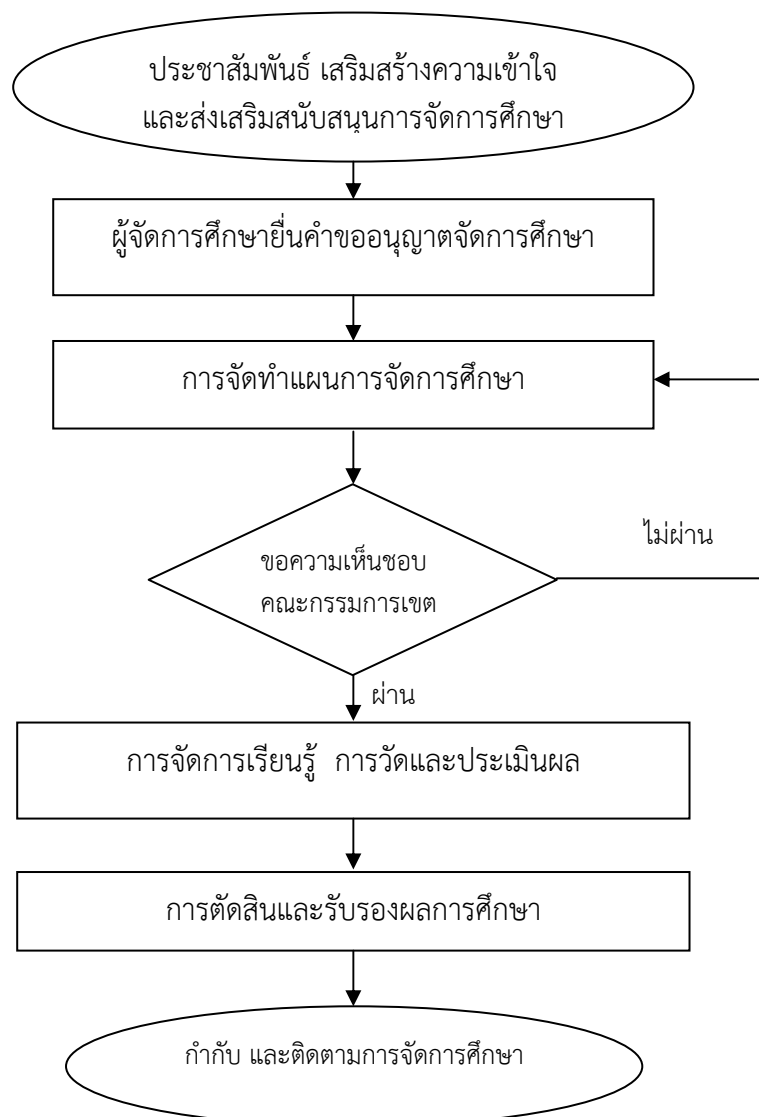 ประชาสัมพันธ์ เสริมสร้างความเข้าใจ
และส่งเสริมสนับสนุนการจัดการศึกษา
ผู้จัดการศึกษายื่นคำขออนุญาตจัดการศึกษา
การจัดทำแผนการจัดการศึกษา
ขอความเห็นชอบ
คณะกรรมการเขต
ไม่ผ่าน
ผ่าน
การจัดการเรียนรู้ การวัดและประเมินผล
การตัดสินและรับรองผลการศึกษา
กำกับ และติดตามการจัดการศึกษา